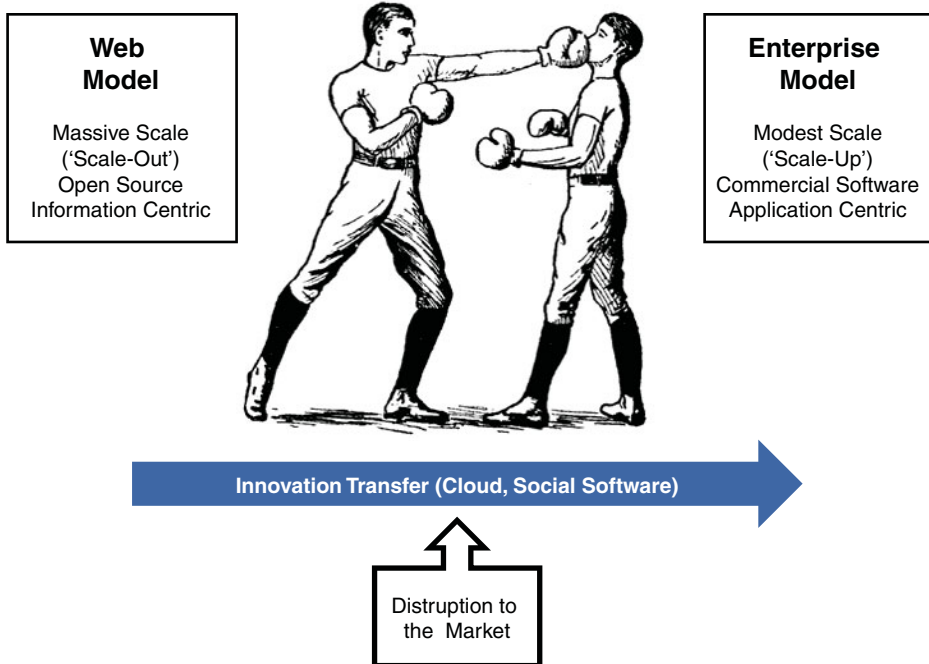 Web
Model
Massive Scale
(‘Scale-Out’)
Open Source
Information Centric
Enterprise
Model
Modest Scale
(‘Scale-Up’)
Commercial Software
Application Centric
Innovation Transfer (Cloud, Social Software)
Distruption to
the Market